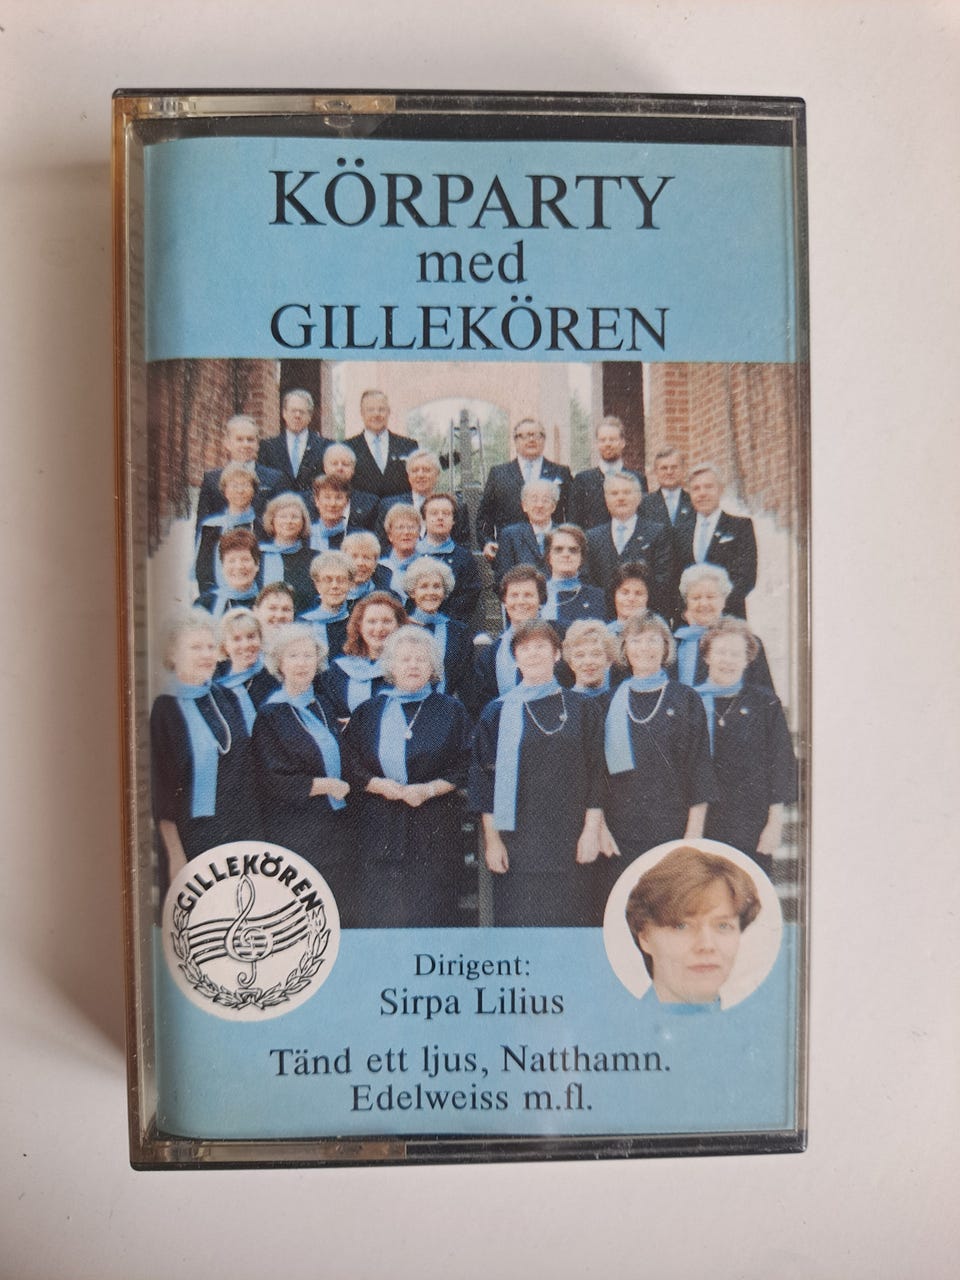 KÖRPARTY
med
GILLEKÖREN
GILLEKÖREN
Dirigent:
Sirpa Lilius
Tänd ett ljus, Natthamn.
Edelweiss m.fl.